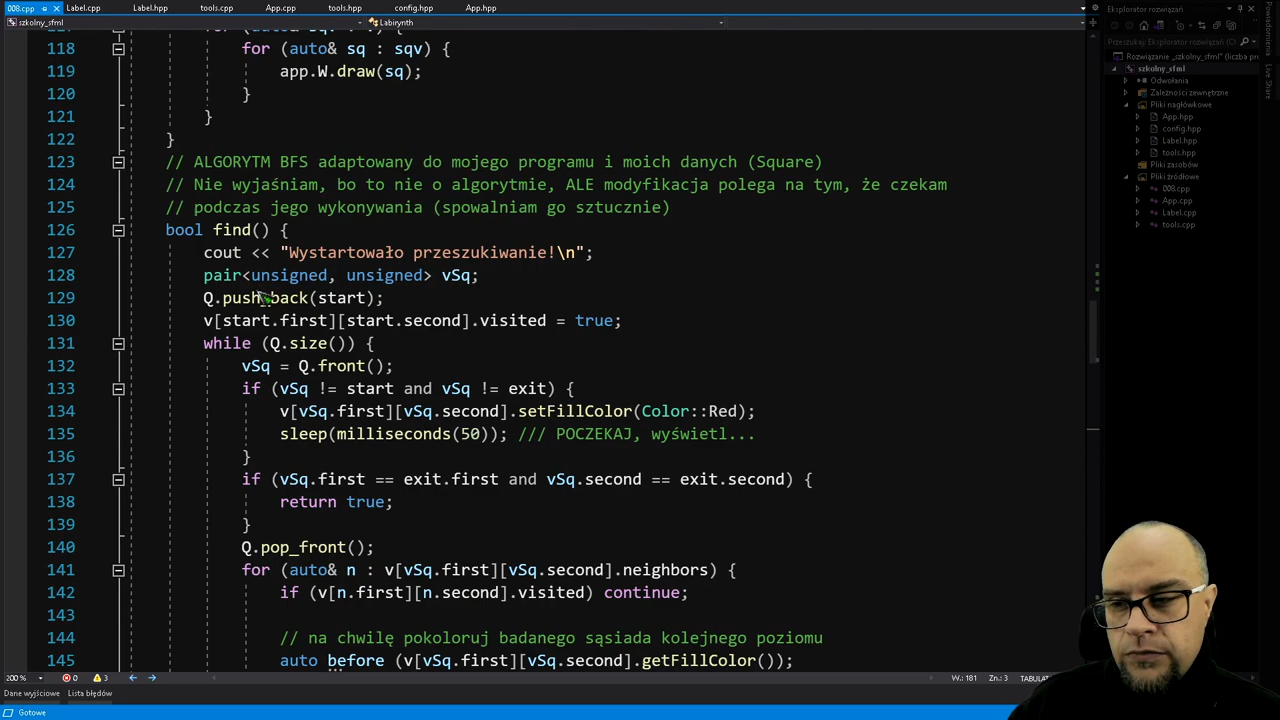 008.cpp
Label.cpp
Label.hpp
tools.cpp
App.cpp
tools.hpp
config.hpp
App.hpp
szkolny_sfml
Labirynth
118 for (auto& sq : sqv) {
119 app.W.draw(sq);
120 }
121 }
122 }
123 // ALGORYTM BFS adaptowany do mojego programu i moich danych (Square)
124 // Nie wyjaśniam, bo to nie o algorytmie, ALE modyfikacja polega na tym, że czekam
125 // podczas jego wykonywania (spowalniam go sztucznie)
126 bool find() {
127 cout << "Wystartowało przeszukiwanie!\n";
128 pair<unsigned, unsigned> vSq;
129 Q.push_back(start);
130 v[start.first][start.second].visited = true;
131 while (Q.size()) {
132 vSq = Q.front();
133 if (vSq != start and vSq != exit) {
134 v[vSq.first][vSq.second].setFillColor(Color::Red);
135 sleep(milliseconds(50)); /// POCZEKAJ, wyświetl...
136 }
137 if (vSq.first == exit.first and vSq.second == exit.second) {
138 return true;
139 }
140 Q.pop_front();
141 for (auto& n : v[vSq.first][vSq.second].neighbors) {
142 if (v[n.first][n.second].visited) continue;
143
144 // na chwilę pokoloruj badanego sąsiada kolejnego poziomu
145 auto before (v[vSq.first][vSq.second].getFillColor());
200 %
0
3
W.: 181
Zn.: 3
TABULAT
Dane wyjściowe
Lista błędów
Gotowe
Eksplorator rozwiązań
Przeszukaj: Eksplorator rozwiązań (
Rozwiązanie „szkolny_sfml" (liczba pr
szkolny_sfml
Odwołania
Zależności zewnętrzne
Pliki nagłówkowe
App.hpp
config.hpp
Label.hpp
tools.hpp
Pliki zasobów
Pliki źródłowe
008.cpp
App.cpp
Label.cpp
tools.cpp
Powiadomienia
Live Share